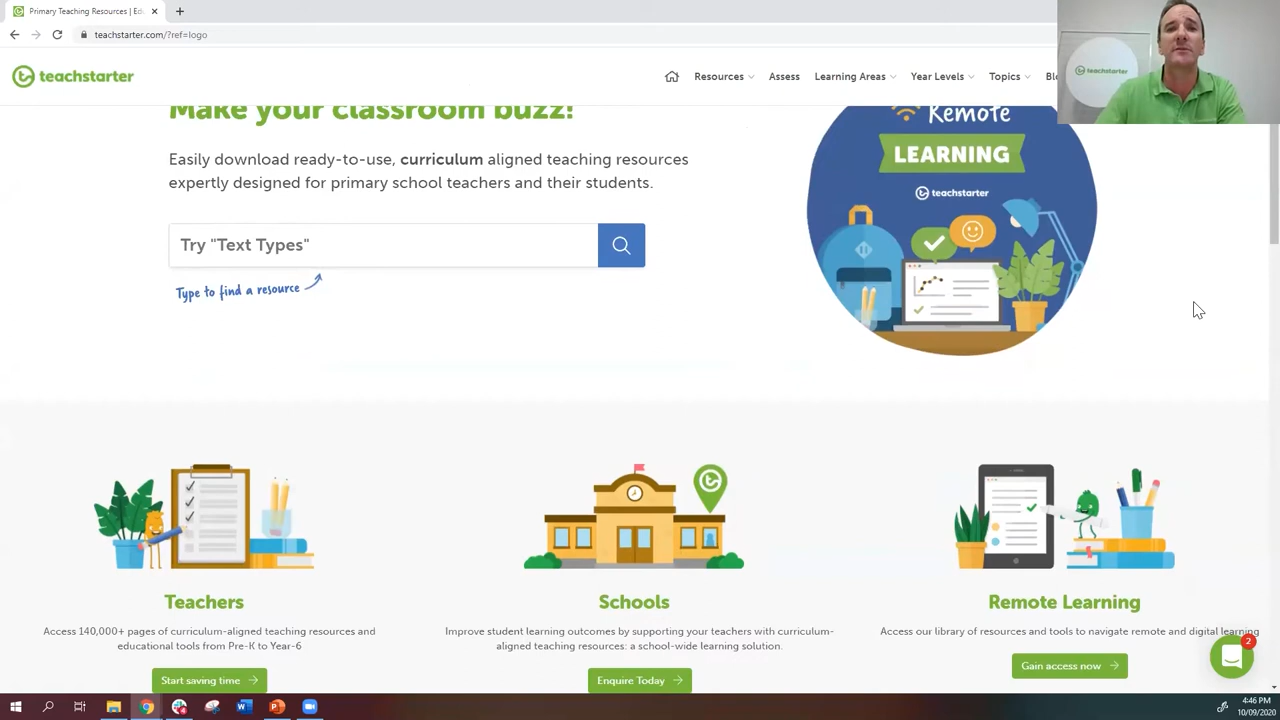 Primary Teaching Resources | Edu
teachstarter.com/?ref=logo
teachstarter
Resources
Assess
Learning Areas
Year Levels
Topics
Blo
teachstarter
Make your classroom buzz!
Easily download ready-to-use, curriculum aligned teaching resources
expertly designed for primary school teachers and their students.
Try "Text Types"
Type to find a resource
Remote
LEARNING
teachstarter
Teachers
Access 140,000+ pages of curriculum-aligned teaching resources and
educational tools from Pre-K to Year-6
Start saving time
Schools
Improve student learning outcomes by supporting your teachers with curriculum-
aligned teaching resources: a school-wide learning solution.
Enquire Today
Remote Learning
Access our library of resources and tools to navigate remote and digital learning
Gain access now
2
4:46 PM
10/09/2020